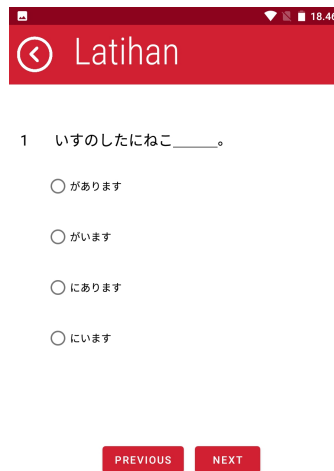 18.46
Latihan
1 いすのしたにねこ______。
があります
がいます
にあります
にいます
PREVIOUS NEXT